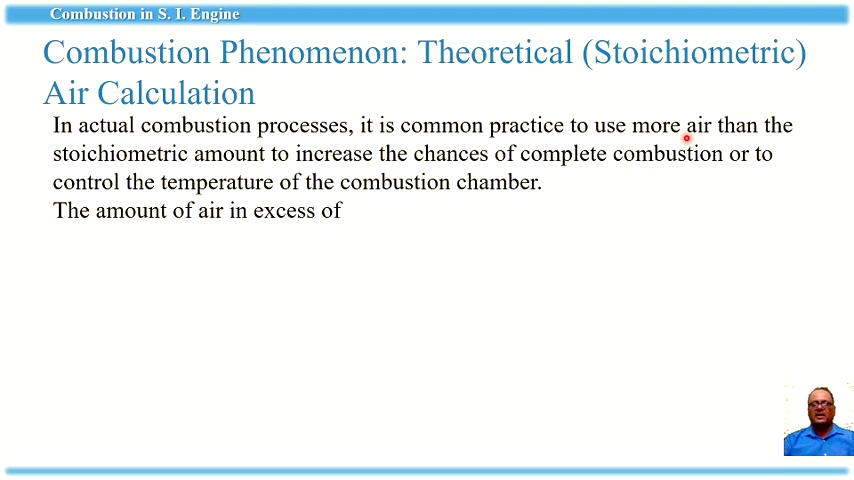 Combustion in S. I. Engine
Combustion Phenomenon: Theoretical (Stoichiometric)
Air Calculation
In actual combustion processes, it is common practice to use more air than the
stoichiometric amount to increase the chances of complete combustion or to
control the temperature of the combustion chamber.
The amount of air in excess of